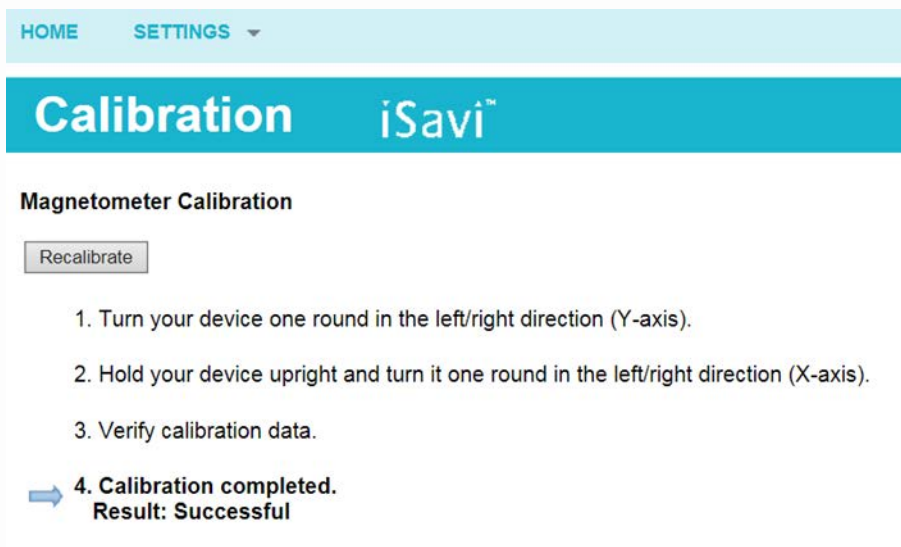 HOME SETTINGS
Calibration iSavi™
Magnetometer Calibration
Recalibrate
1. Turn your device one round in the left/right direction (Y-axis).
2. Hold your device upright and turn it one round in the left/right direction (X-axis).
3. Verify calibration data.
4. Calibration completed.
Result: Successful